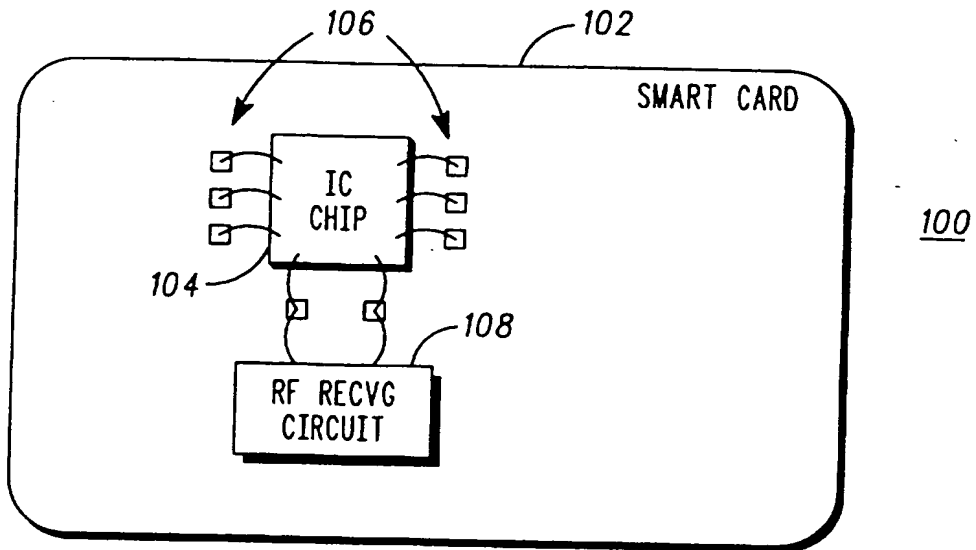 106
102
SMART CARD
IC
CHIP
100
104
108
RF RECVG
CIRCUIT